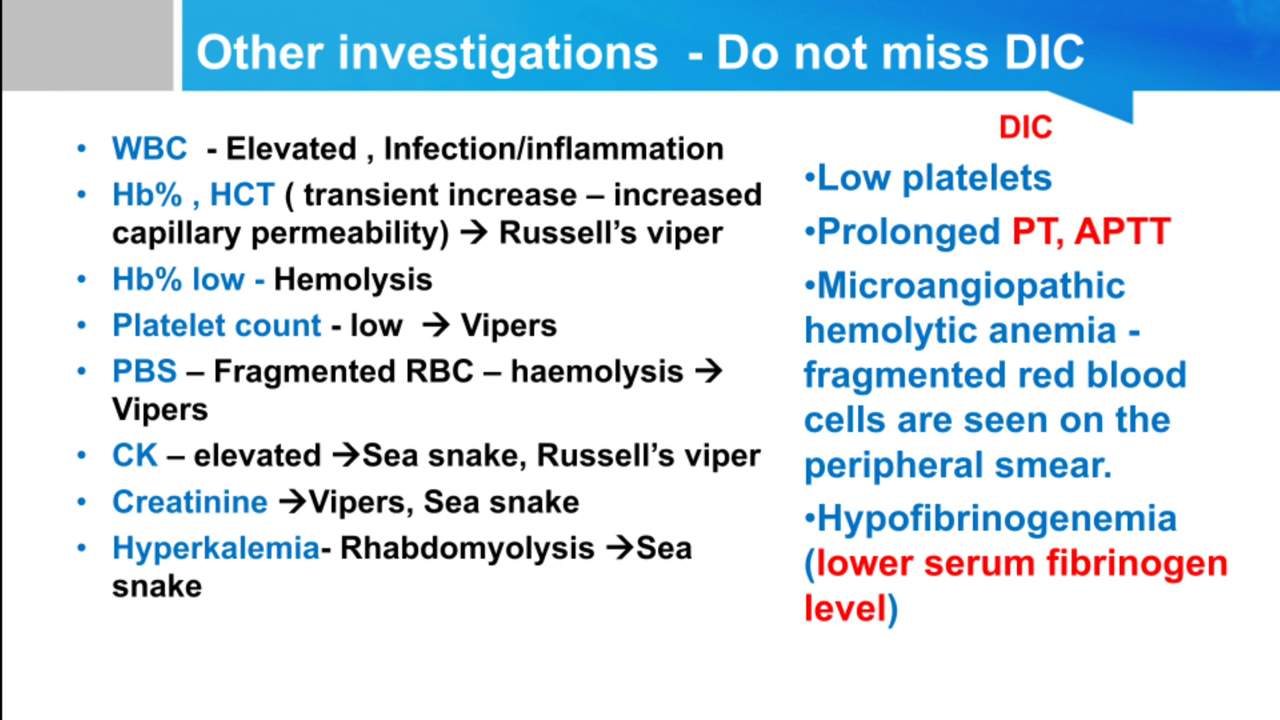 Other investigations - Do not miss DIC
• WBC - Elevated , Infection/inflammation
• Hb% , HCT ( transient increase – increased
capillary permeability) → Russell’s viper
• Hb% low - Hemolysis
• Platelet count - low → Vipers
• PBS – Fragmented RBC – haemolysis →
Vipers
• CK – elevated →Sea snake, Russell’s viper
• Creatinine →Vipers, Sea snake
• Hyperkalemia- Rhabdomyolysis →Sea
snake
DIC
•Low platelets
•Prolonged PT, APTT
•Microangiopathic
hemolytic anemia -
fragmented red blood
cells are seen on the
peripheral smear.
•Hypofibrinogenemia
(lower serum fibrinogen
level)